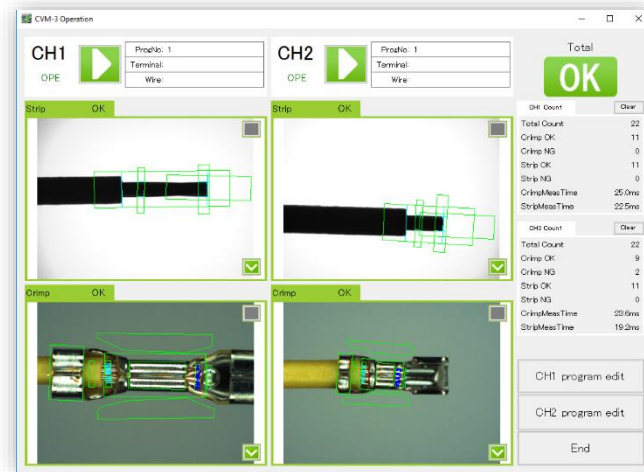 CVM-3 Operation
CH1
OPE
ProgNo: 1
Terminal:
Wire:
CH2
OPE
ProgNo: 1
Terminal:
Wire:
Total
OK
Strip OK
Strip OK
CH1 Count Clear
Total Count 22
Crimp OK 11
Crimp NG 0
Strip OK 11
Strip NG 0
CrimpMeasTime 25.0ms
StripMeasTime 22.5ms
CH2 Count Clear
Total Count 22
Crimp OK 9
Crimp NG 2
Strip OK 11
Strip NG 0
CrimpMeasTime 23.6ms
StripMeasTime 19.2ms
Crimp OK
Crimp OK
CH1 program edit
CH2 program edit
End